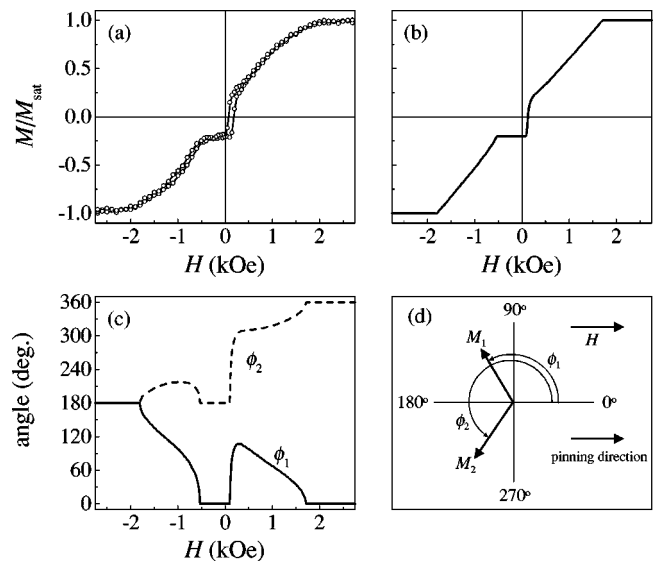 (a)
(b)
1.0
0.5
0.0
-0.5
-1.0
M/Msat
-2 -1 0 1 2
-2 -1 0 1 2
H (kOe)
H (kOe)
(c)
360
300
240
180
120
60
0
angle (deg.)
ϕ2
ϕ1
-2 -1 0 1 2
H (kOe)
(d)
90°
H
M1
ϕ1
180°
0°
ϕ2
M2
pinning direction
270°